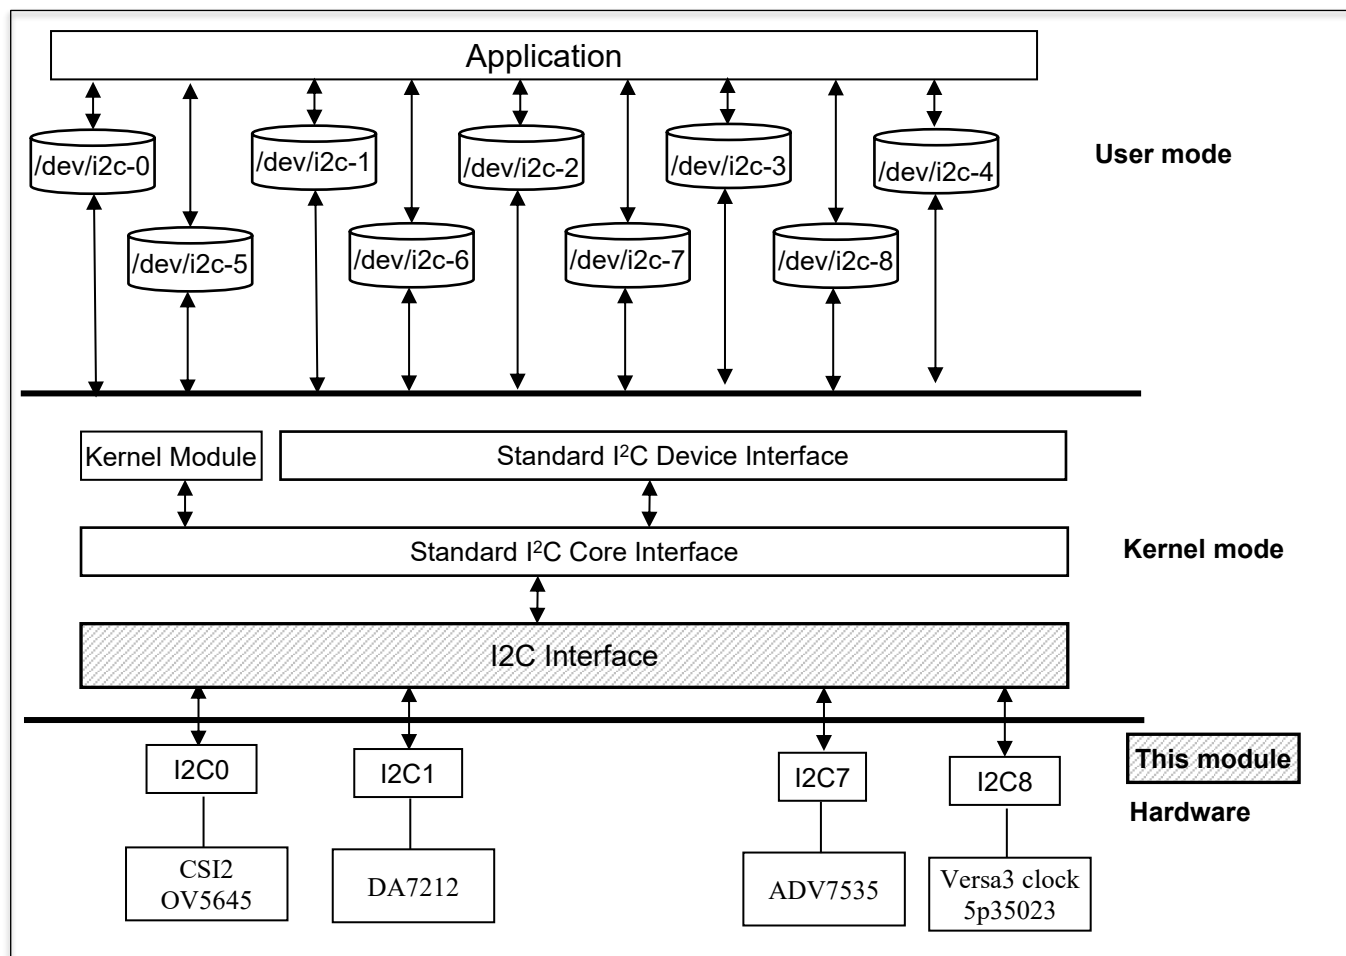 Application
/dev/i2c-0
/dev/i2c-1
/dev/i2c-2
/dev/i2c-3
/dev/i2c-4
User mode
/dev/i2c-5
/dev/i2c-6
/dev/i2c-7
/dev/i2c-8
Kernel Module
Standard I²C Device Interface
Standard I²C Core Interface
Kernel mode
I2C Interface
I2C0
I2C1
I2C7
I2C8
This module
Hardware
CSI2
OV5645
DA7212
ADV7535
Versa3 clock
5p35023